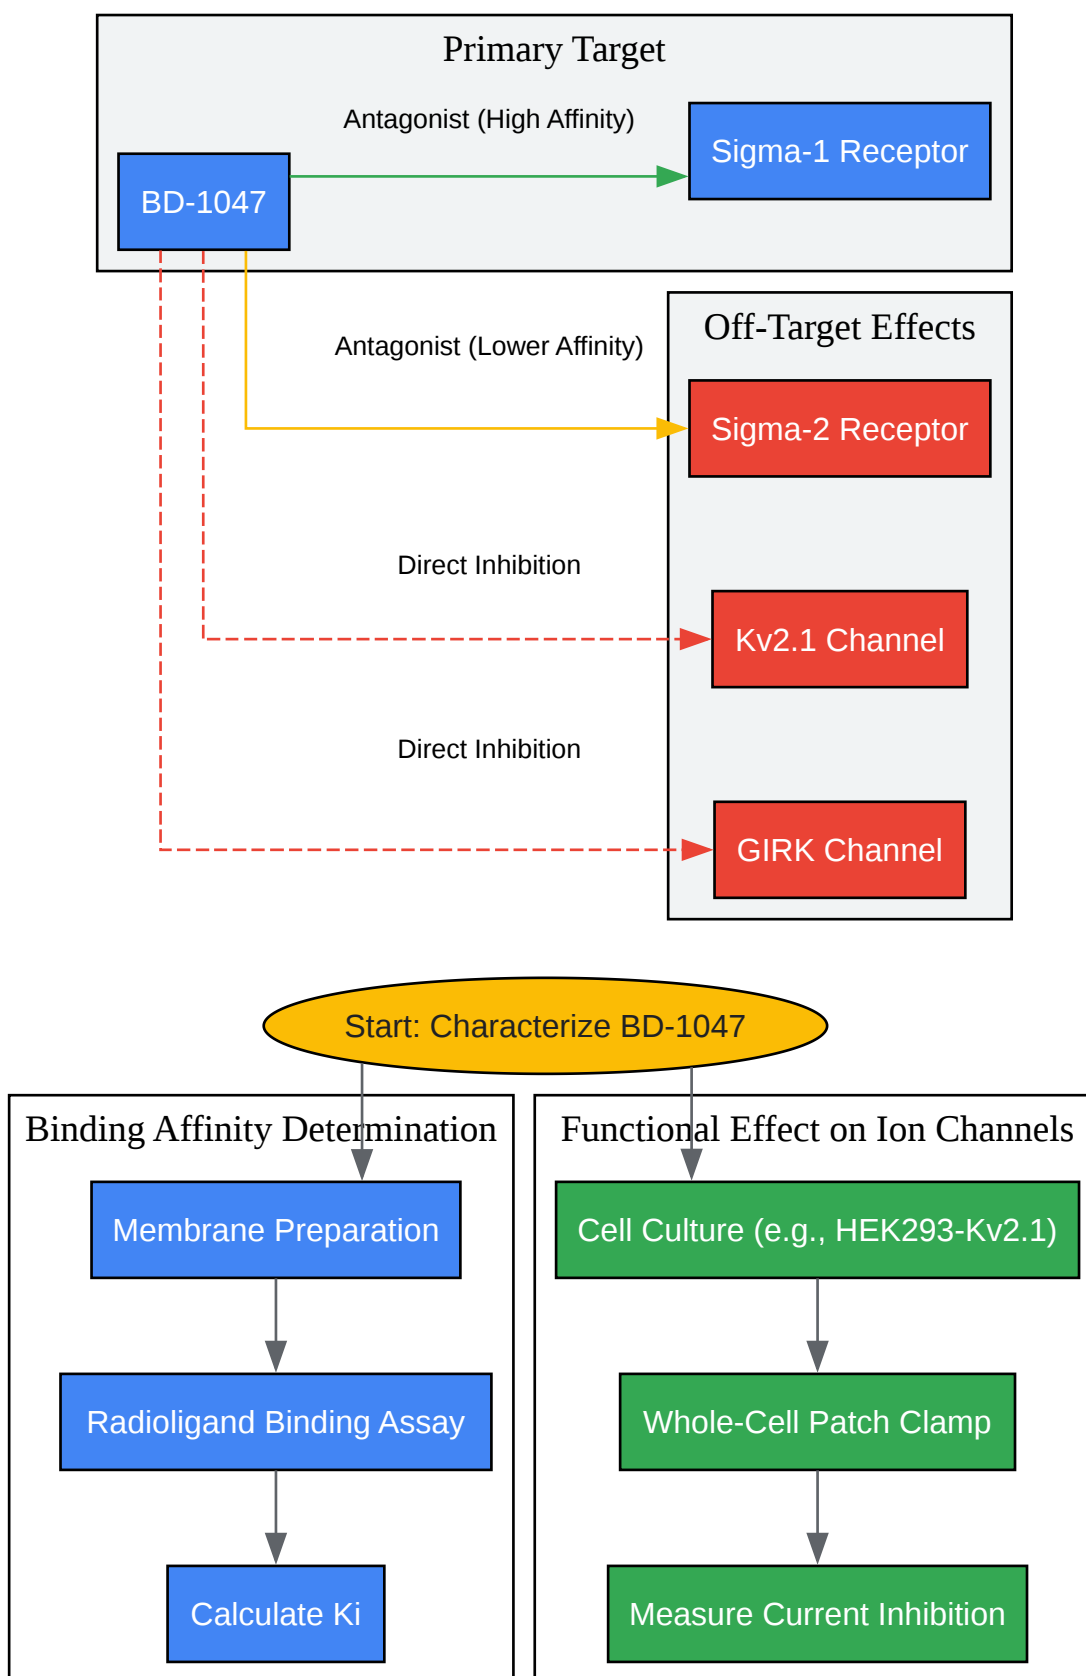 Primary Target
Antagonist (High Affinity)
Sigma-1 Receptor
BD-1047
Off-Target Effects
Antagonist (Lower Affinity)
Sigma-2 Receptor
Direct Inhibition
Kv2.1 Channel
Direct Inhibition
GIRK Channel
Start: Characterize BD-1047
Binding Affinity Determination
Membrane Preparation
Radioligand Binding Assay
Calculate Ki
Functional Effect on Ion Channels
Cell Culture (e.g., HEK293-Kv2.1)
Whole-Cell Patch Clamp
Measure Current Inhibition